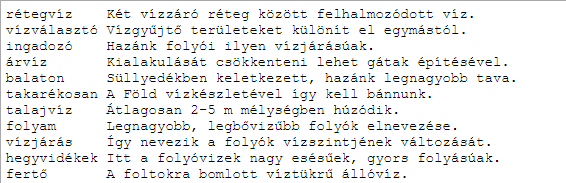 rétegvíz Két vízzáró réteg között felhalmozódott víz.
vízválasztó Vízgyűjtő területeket különít el egymástól.
ingadozó Hazánk folyói ilyen vízjárásúak.
árvíz Kialakulását csökkenteni lehet gátak építésével.
balaton Süllyedékben keletkezett, hazánk legnagyobb tava.
takarékosan A Föld vízkészletével így kell bánnunk.
talajvíz Átlagosan 2-5 m mélységben húzódik.
folyam Legnagyobb, legbővizűbb folyók elnevezése.
vízjárás Így nevezik a folyók vízszintjének változását.
hegyvidékek Itt a folyóvizek nagy esésűek, gyors folyásúak.
fertő A foltokra bomlott víztükrű állóvíz.